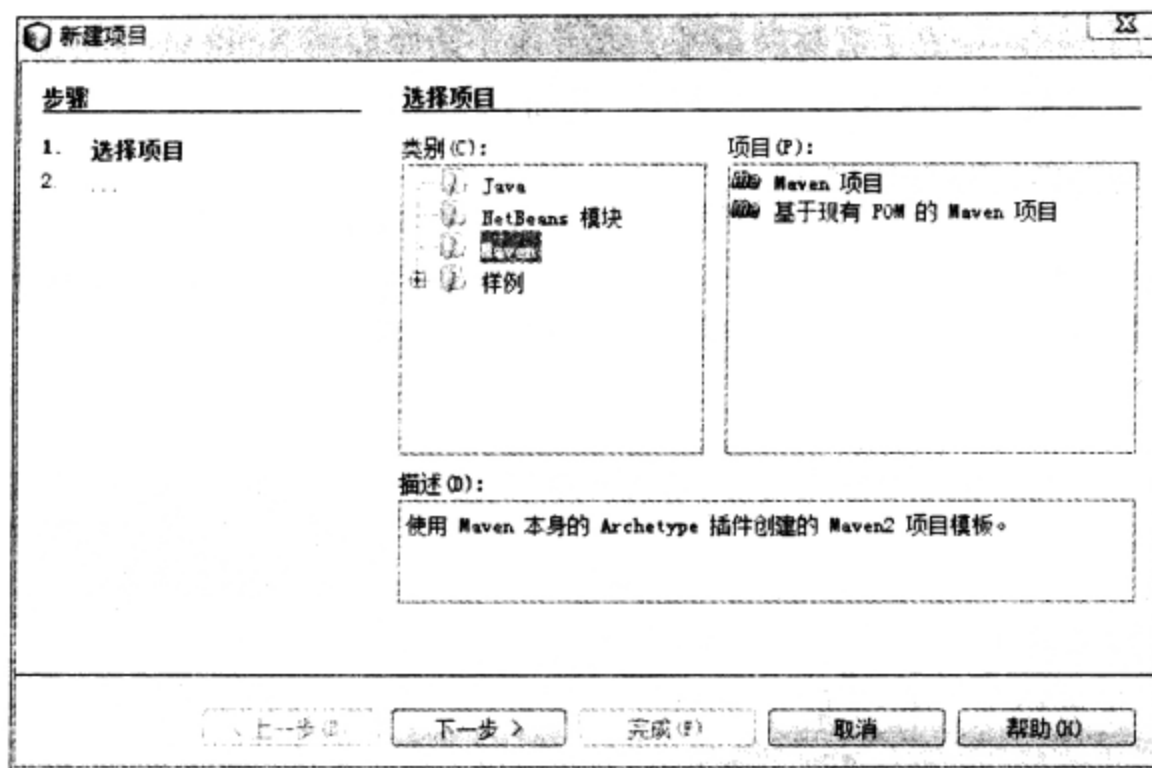 新建项目
步骤
1. 选择项目
2. ...
选择项目
类别(C):
Java
NetBeans 模块
Maven
样例
项目(P):
Maven 项目
基于现有 POM 的 Maven 项目
描述(D):
使用 Maven 本身的 Archetype 插件创建的 Maven2 项目模板。
上一步
下一步 >
完成(F)
取消
帮助(H)